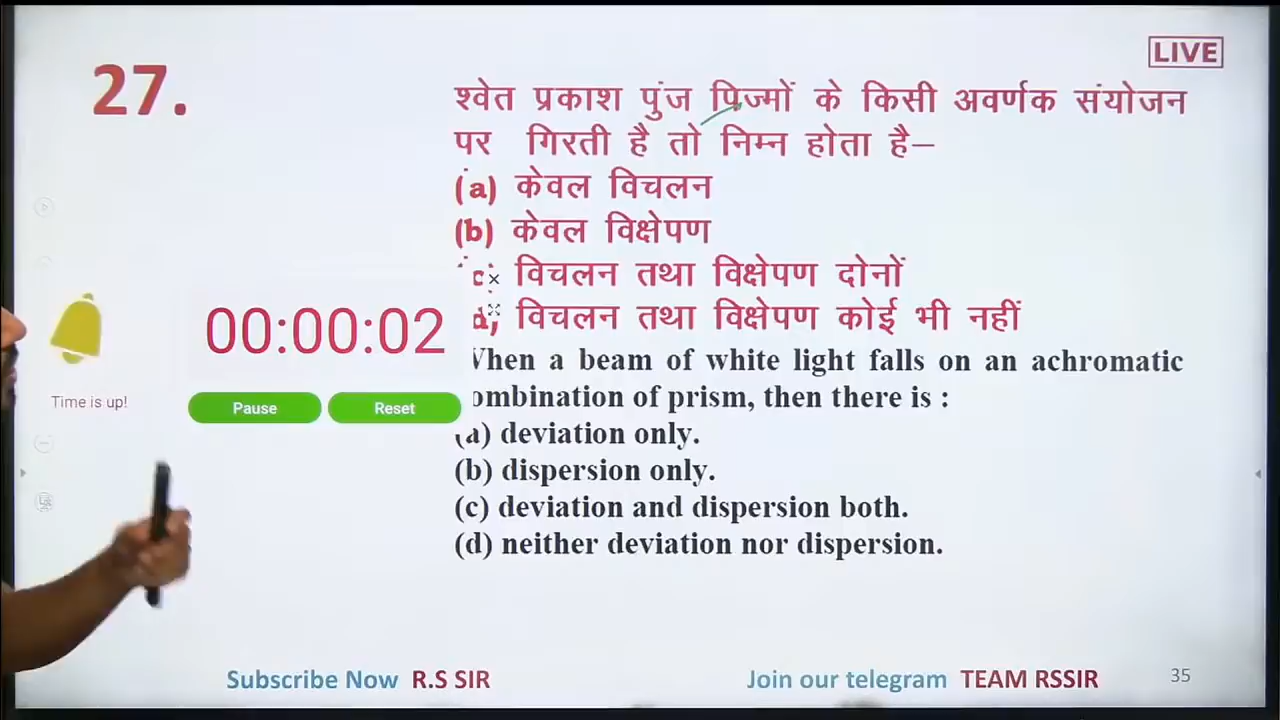 27.
LIVE
श्वेत प्रकाश पुंज प्रिज्मों के किसी अवर्णक संयोजन
पर गिरती है तो निम्न होता है–
(a) केवल विचलन
(b) केवल विक्षेपण
c) विचलन तथा विक्षेपण दोनों
d) विचलन तथा विक्षेपण कोई भी नहीं
00:00:02
Time is up!
Pause
Reset
When a beam of white light falls on an achromatic
ombination of prism, then there is :
(a) deviation only.
(b) dispersion only.
(c) deviation and dispersion both.
(d) neither deviation nor dispersion.
Subscribe Now R.S SIR
Join our telegram TEAM RSSIR
35